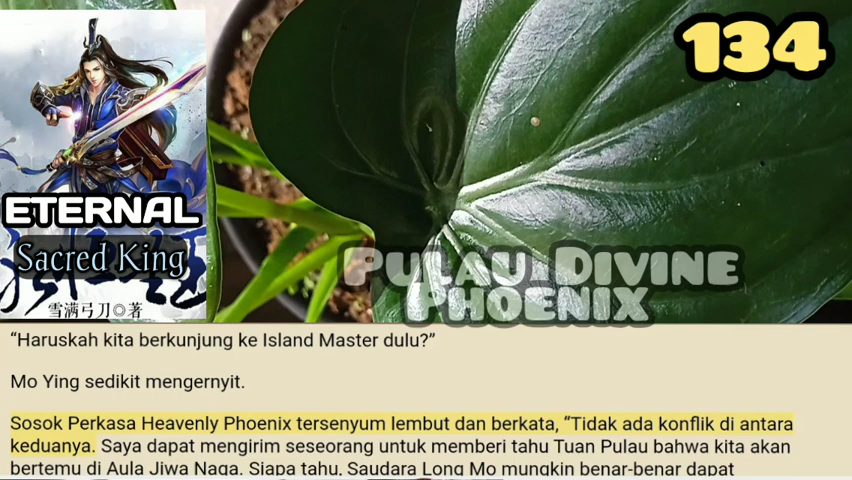 134
ETERNAL
Sacred King
雪满弓刀◎著
PULAU DIVINE
PHOENIX
“Haruskah kita berkunjung ke Island Master dulu?”
Mo Ying sedikit mengernyit.
Sosok Perkasa Heavenly Phoenix tersenyum lembut dan berkata, “Tidak ada konflik di antara
keduanya. Saya dapat mengirim seseorang untuk memberi tahu Tuan Pulau bahwa kita akan
bertemu di Aula Jiwa Naga. Siapa tahu, Saudara Long Mo mungkin benar-benar dapat